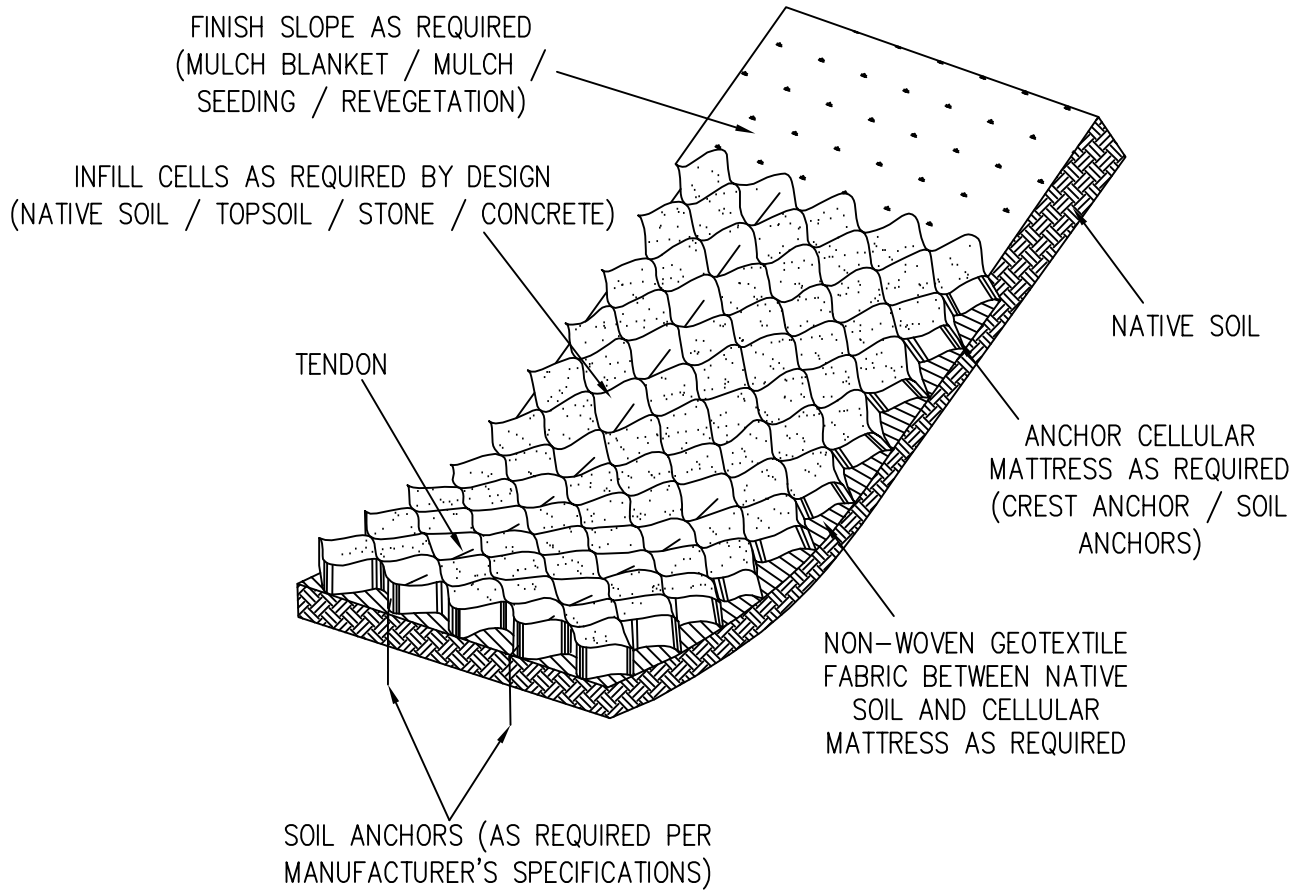 FINISH SLOPE AS REQUIRED
(MULCH BLANKET / MULCH /
SEEDING / REVEGETATION)
INFILL CELLS AS REQUIRED BY DESIGN
(NATIVE SOIL / TOPSOIL / STONE / CONCRETE)
NATIVE SOIL
TENDON
ANCHOR CELLULAR
MATTRESS AS REQUIRED
(CREST ANCHOR / SOIL
ANCHORS)
NON-WOVEN GEOTEXTILE
FABRIC BETWEEN NATIVE
SOIL AND CELLULAR
MATTRESS AS REQUIRED
SOIL ANCHORS (AS REQUIRED PER
MANUFACTURER'S SPECIFICATIONS)